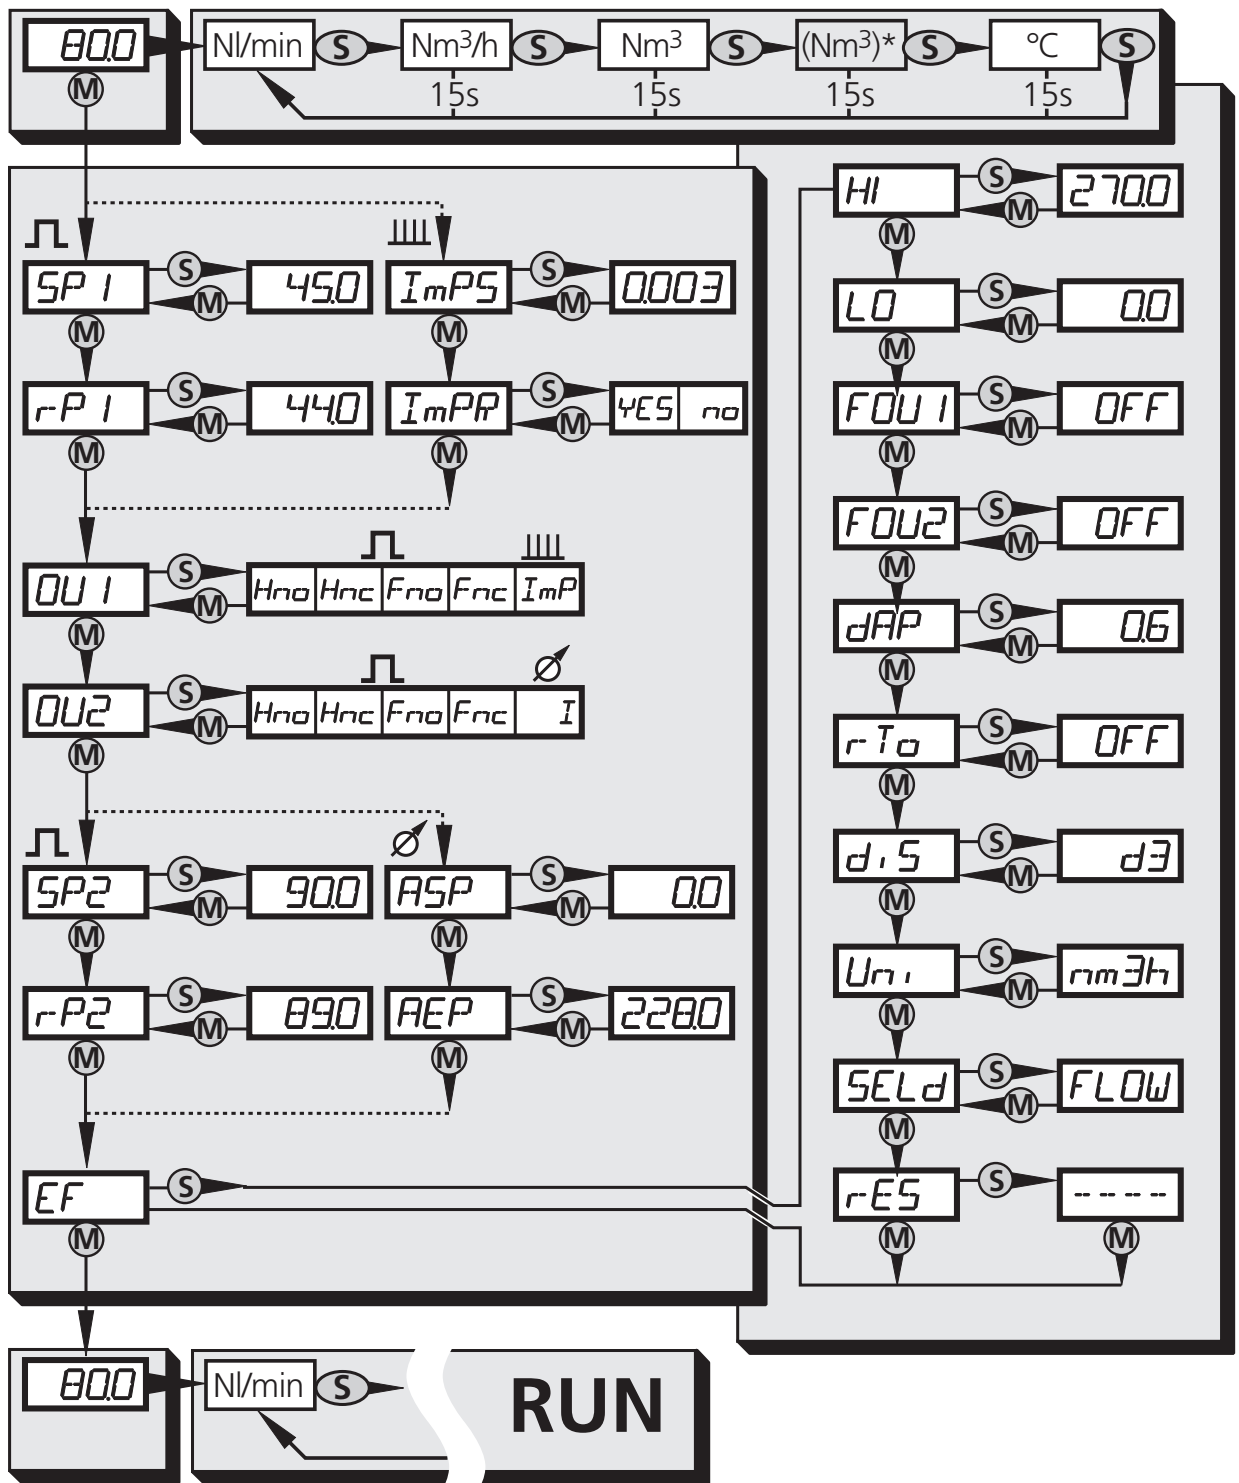 80.0 Nl/min S Nm³/h S Nm³ S (Nm³)* S °C S
M 15s 15s 15s 15s
SP1 S 45.0 ImPS S 0.003
M M
M M
rP1 S 44.0 ImPR S YES no
M M
M M
OU1 S Hno Hnc Fno Fnc ImP
M
M
OU2 S Hno Hnc Fno Fnc I
M
M
SP2 S 90.0 ASP S 0.0
M M
M M
rP2 S 89.0 AEP S 228.0
M M
M M
EF S
M
HI S 270.0
M
M
LO S 0.0
M
M
FOU1 S OFF
M
M
FOU2 S OFF
M
M
dAP S 0.6
M
M
rTo S OFF
M
M
diS S d3
M
M
Uni S nm3h
M
M
SELd S FLOW
M
M
rES S ----
M M
80.0 Nl/min S RUN